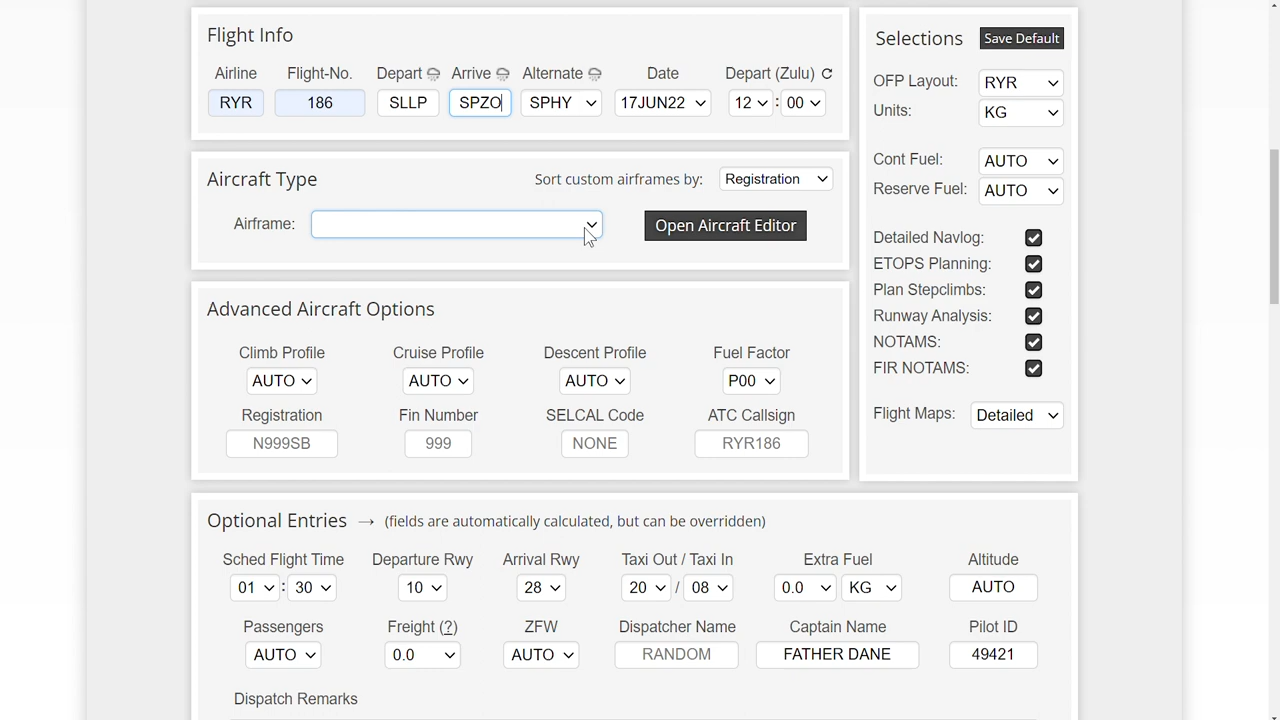 Flight Info
Airline Flight-No. Depart Arrive Alternate Date Depart (Zulu)
RYR 186 SLLP SPZO SPHY 17JUN22 12 : 00
Aircraft Type Sort custom airframes by: Registration
Airframe: Open Aircraft Editor
Advanced Aircraft Options
Climb Profile Cruise Profile Descent Profile Fuel Factor
AUTO AUTO AUTO P00
Registration Fin Number SELCAL Code ATC Callsign
N999SB 999 NONE RYR186
Selections Save Default
OFP Layout: RYR
Units: KG
Cont Fuel: AUTO
Reserve Fuel: AUTO
Detailed Navlog:
ETOPS Planning:
Plan Stepclimbs:
Runway Analysis:
NOTAMS:
FIR NOTAMS:
Flight Maps: Detailed
Optional Entries → (fields are automatically calculated, but can be overridden)
Sched Flight Time Departure Rwy Arrival Rwy Taxi Out / Taxi In Extra Fuel Altitude
01 : 30 10 28 20 / 08 0.0 KG AUTO
Passengers Freight (?) ZFW Dispatcher Name Captain Name Pilot ID
AUTO 0.0 AUTO RANDOM FATHER DANE 49421
Dispatch Remarks